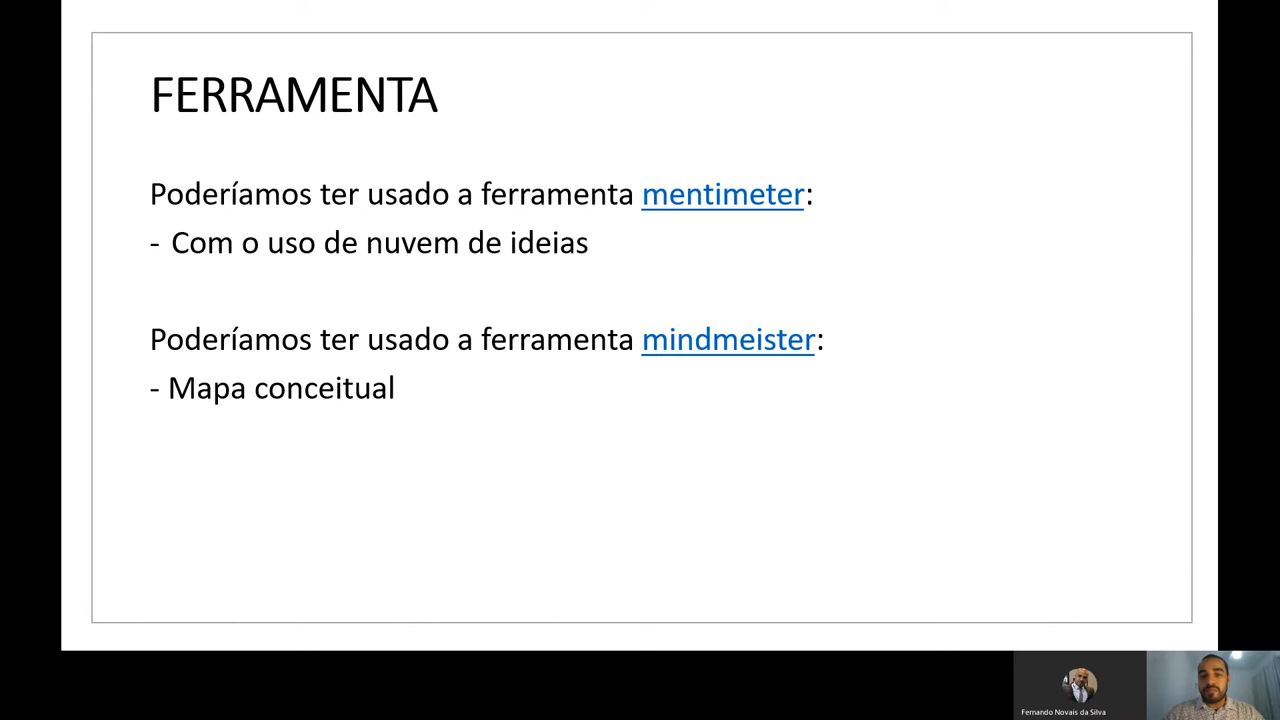 FERRAMENTA
Poderíamos ter usado a ferramenta mentimeter:
- Com o uso de nuvem de ideias
Poderíamos ter usado a ferramenta mindmeister:
- Mapa conceitual
Fernando Novais da Silva